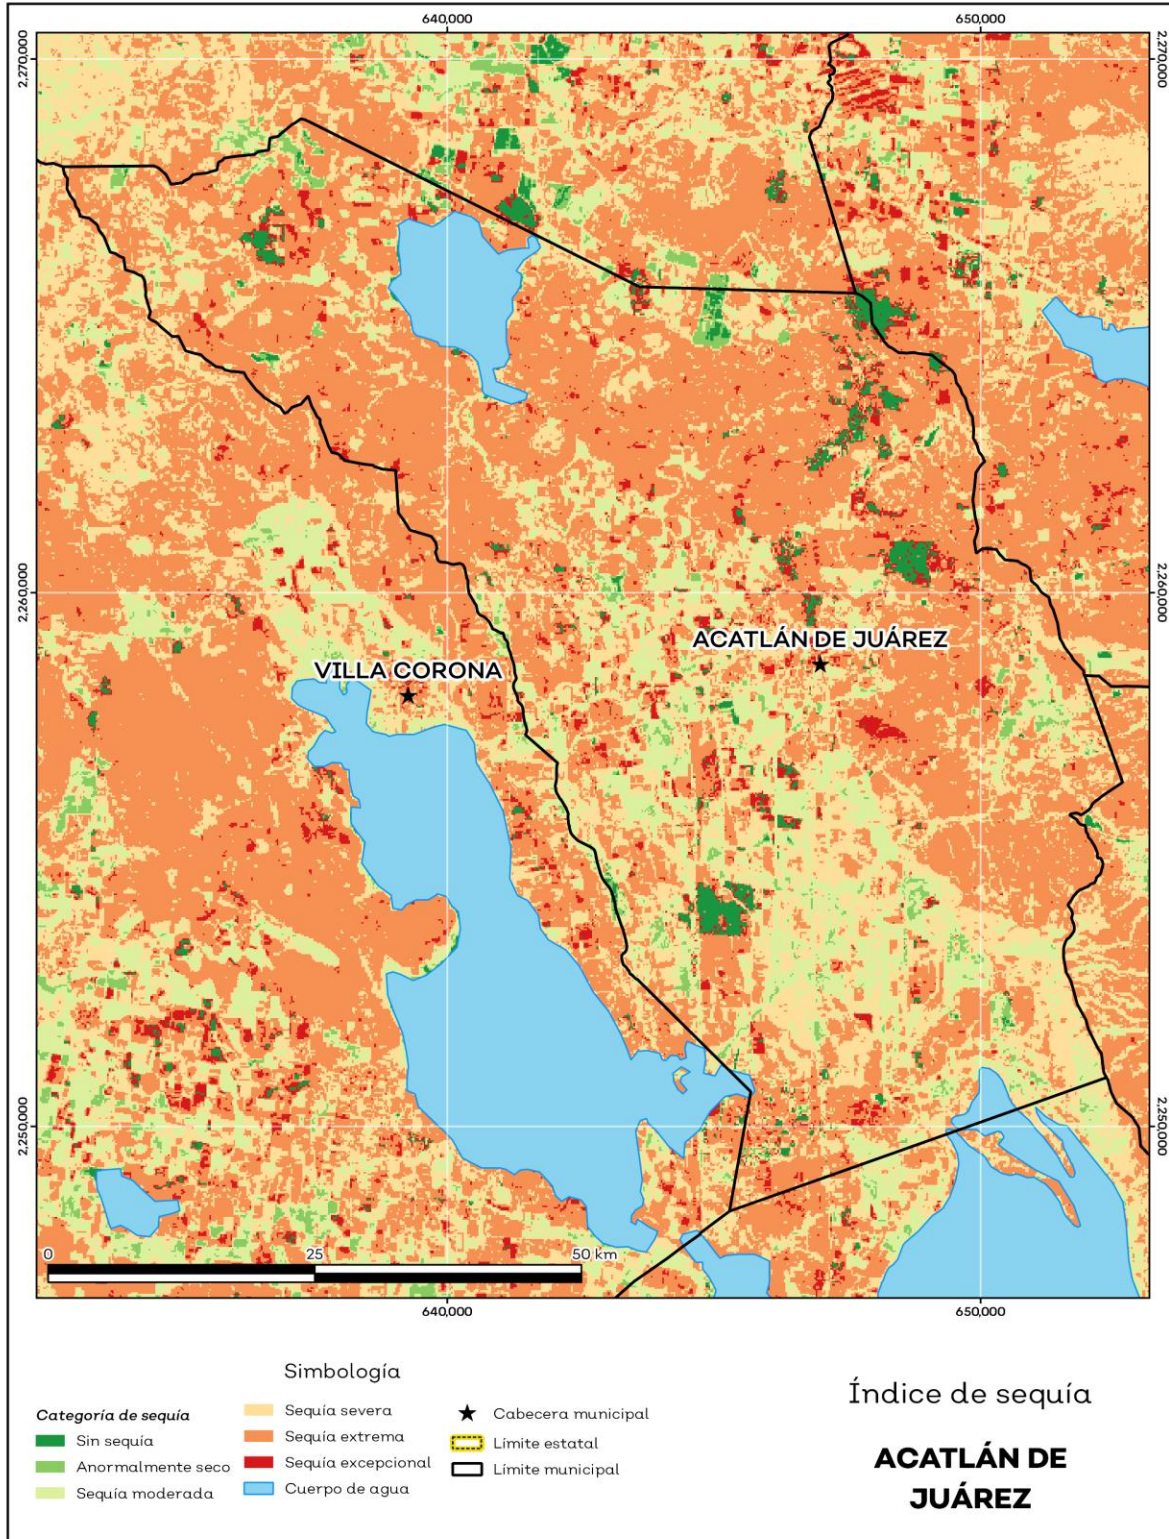 640,000
650,000
2,270,000
2,270,000
ACATLÁN DE JUÁREZ
VILLA CORONA
2,260,000
2,260,000
2,250,000
2,250,000
0 25 50 km
640,000
650,000
Simbología
Categoría de sequía
Sin sequía
Anormalmente seco
Sequía moderada
Sequía severa
Sequía extrema
Sequía excepcional
Cuerpo de agua
Cabecera municipal
Límite estatal
Límite municipal
Índice de sequía
ACATLÁN DE
JUÁREZ